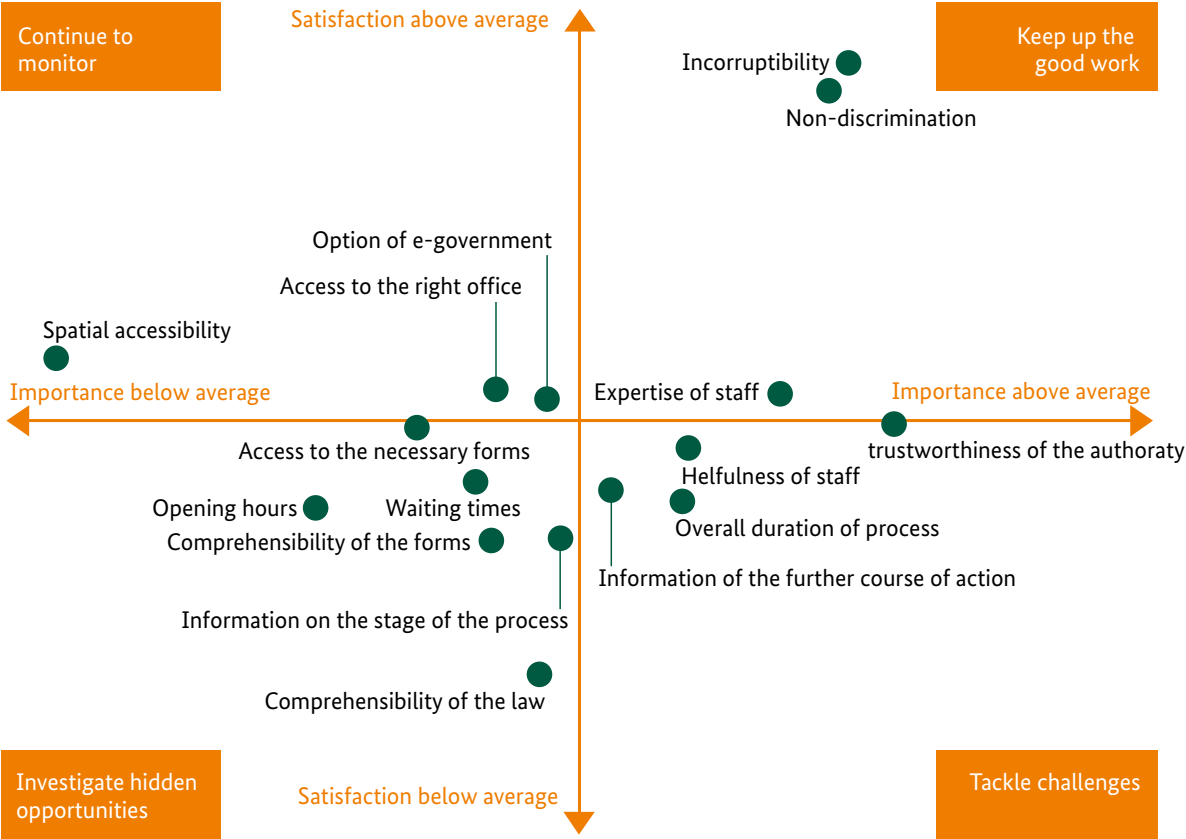 Continue to
monitor
Satisfaction above average
Keep up the
good work
Incorruptibility
Non-discrimination
Option of e-government
Access to the right office
Spatial accessibility
Importance below average
Expertise of staff
Importance above average
Access to the necessary forms
trustworthiness of the authoraty
Helfulness of staff
Opening hours
Waiting times
Overall duration of process
Comprehensibility of the forms
Information of the further course of action
Information on the stage of the process
Comprehensibility of the law
Investigate hidden
opportunities
Satisfaction below average
Tackle challenges